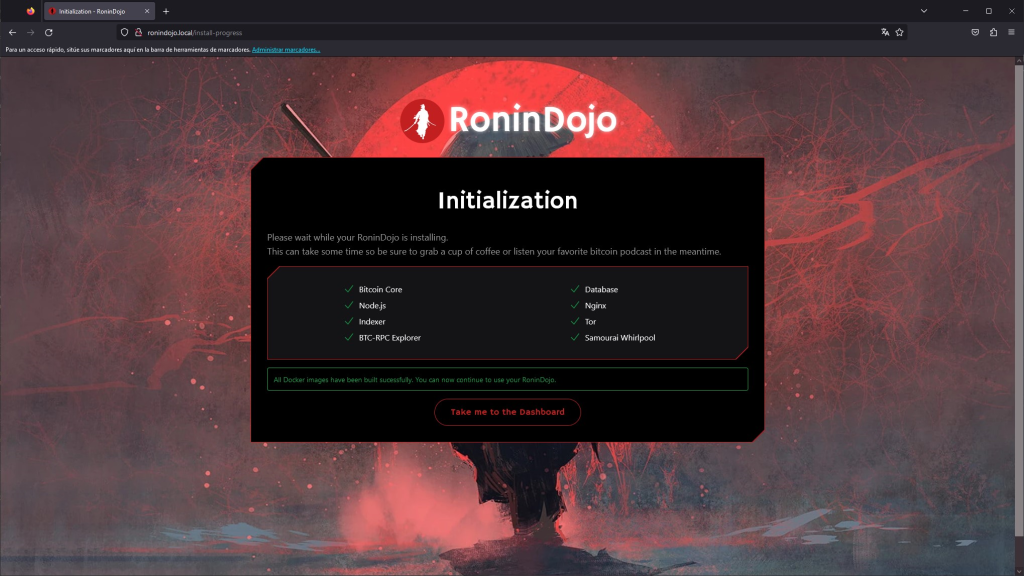 Initialization - RoninDojo
ronindojo.local/install-progress
Para un acceso rápido, sitúe sus marcadores aquí en la barra de herramientas de marcadores. Administrar marcadores...
RoninDojo
Initialization
Please wait while your RoninDojo is installing.
This can take some time so be sure to grab a cup of coffee or listen your favorite bitcoin podcast in the meantime.
Bitcoin Core
Database
Node.js
Nginx
Indexer
Tor
BTC-RPC Explorer
Samourai Whirlpool
All Docker images have been built sucessfully. You can now continue to use your RoninDojo.
Take me to the Dashboard